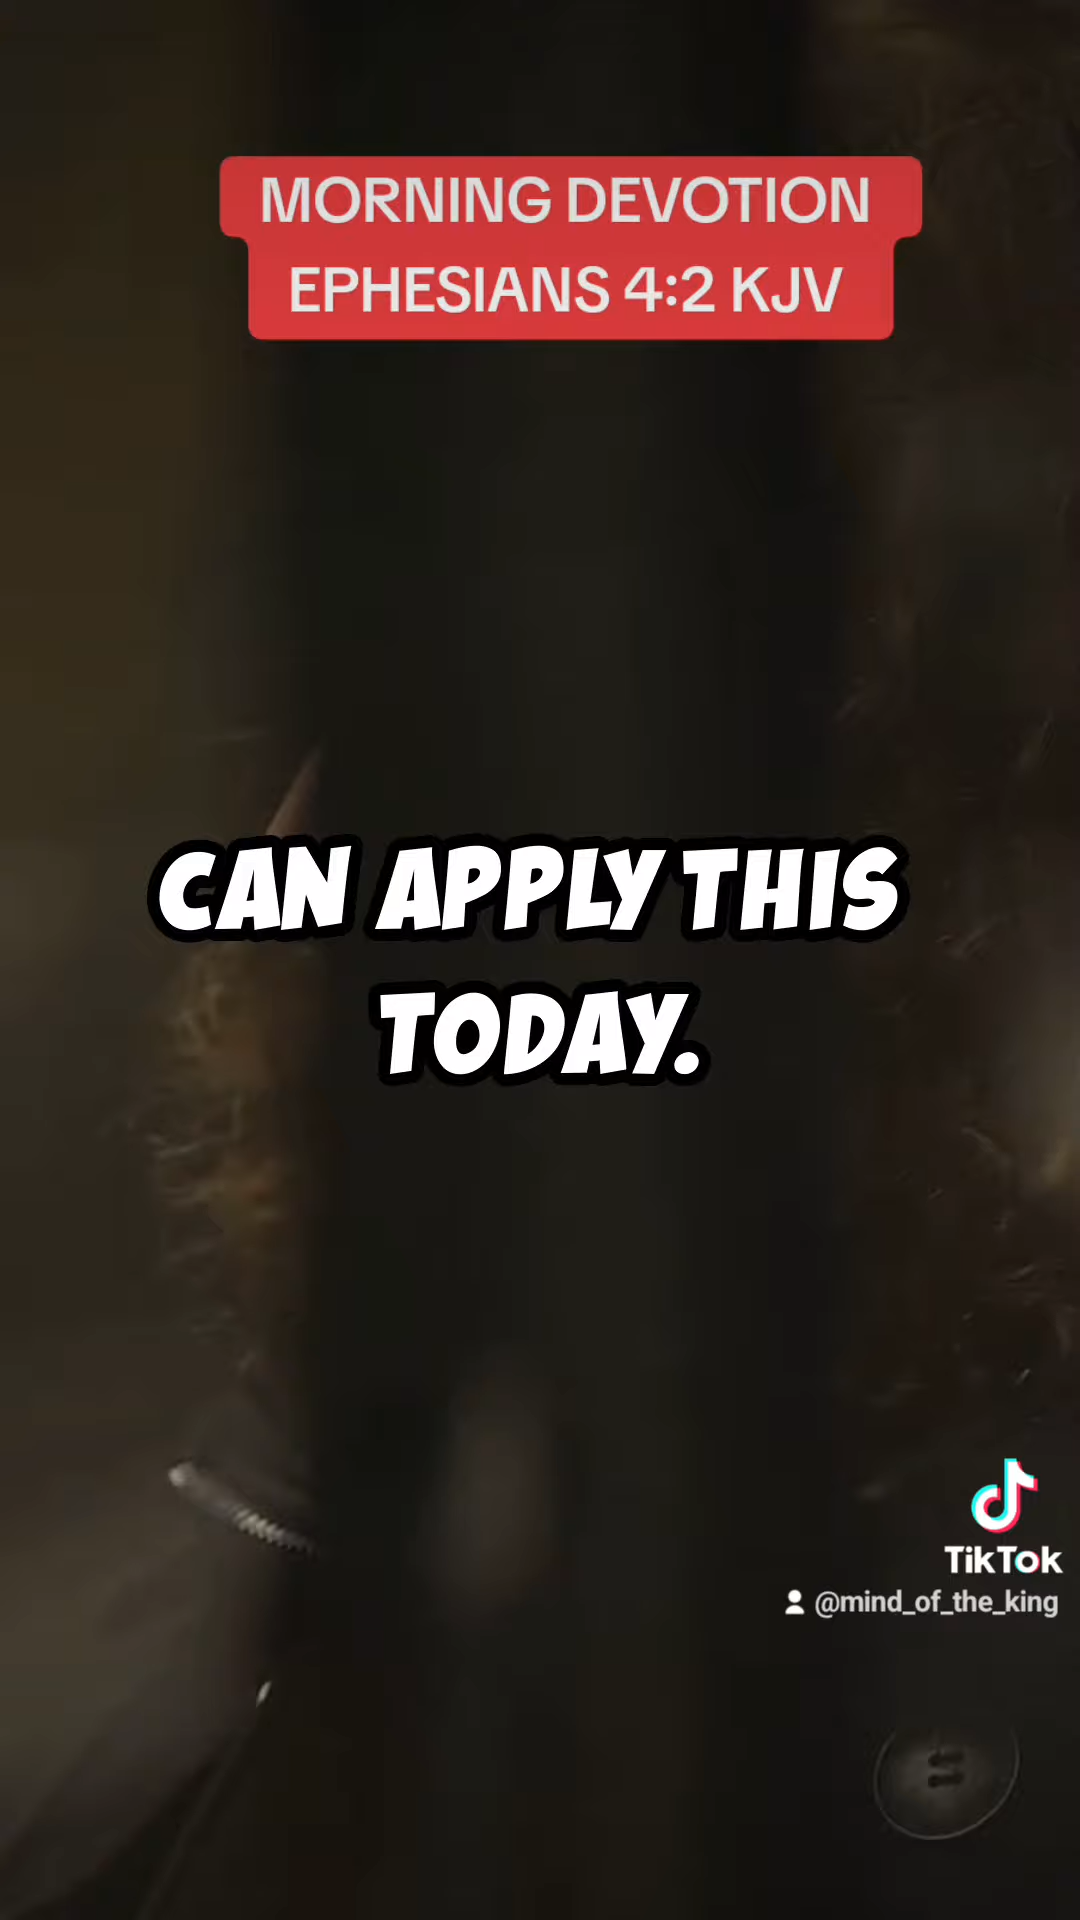 MORNING DEVOTION
EPHESIANS 4:2 KJV
CAN APPLY THIS
TODAY.
TikTok
@mind_of_the_king